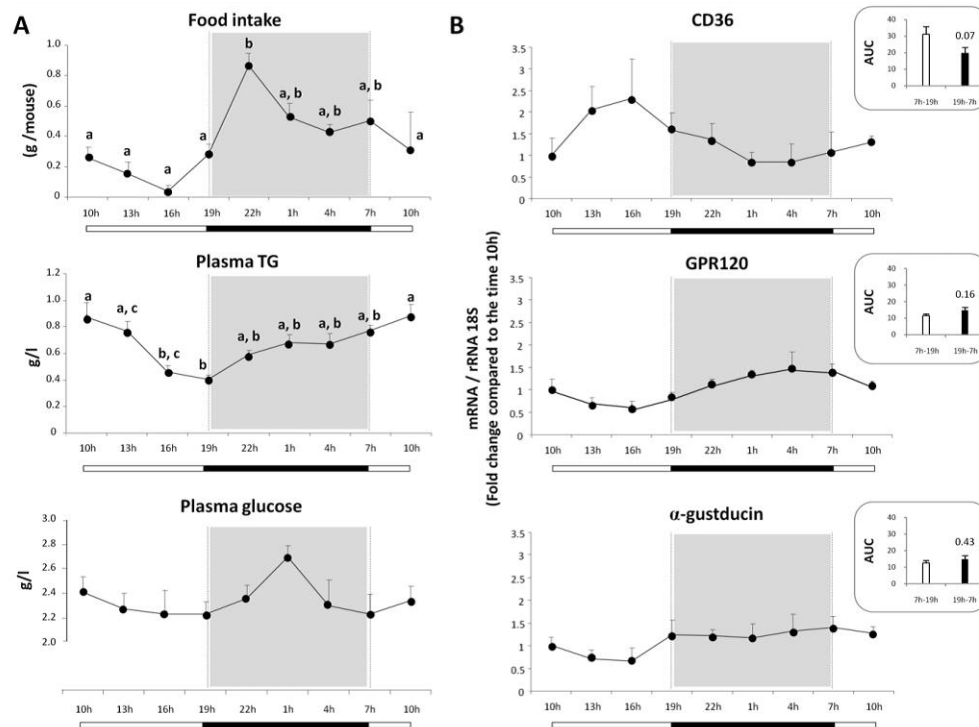 A
Food intake
(g /mouse)
1.0
0.8
0.6
0.4
0.2
0
a a a a b a, b a, b a, b a
10h 13h 16h 19h 22h 1h 4h 7h 10h
Plasma TG
g/l
1.2
1.0
0.8
0.6
0.4
0.2
0.0
a a, c b, c b a, b a, b a, b a, b a
10h 13h 16h 19h 22h 1h 4h 7h 10h
Plasma glucose
g/l
3.0
2.8
2.6
2.4
2.2
2.0
10h 13h 16h 19h 22h 1h 4h 7h 10h
B
mRNA / rRNA 18S
(Fold change compared to the time 10h)
CD36
3.5
3
2.5
2
1.5
1
0.5
0
10h 13h 16h 19h 22h 1h 4h 7h 10h
AUC
40
30
20
10
0
0.07
7h-19h 19h-7h
GPR120
3.5
3
2.5
2
1.5
1
0.5
0
10h 13h 16h 19h 22h 1h 4h 7h 10h
AUC
40
30
20
10
0
0.16
7h-19h 19h-7h
α-gustducin
3.5
3
2.5
2
1.5
1
0.5
0
10h 13h 16h 19h 22h 1h 4h 7h 10h
AUC
40
30
20
10
0
0.43
7h-19h 19h-7h